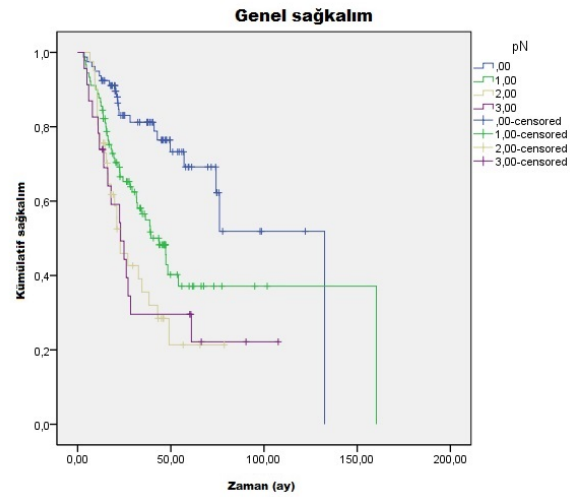 Genel sağkalım
pN
,00
1,00
2,00
3,00
,00-censored
1,00-censored
2,00-censored
3,00-censored
Kümülatif sağkalım
1,0
0,8
0,6
0,4
0,2
0,0
,00 50,00 100,00 150,00 200,00
Zaman (ay)